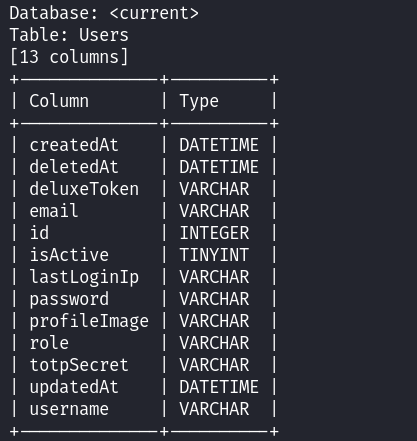 Database: <current>
Table: Users
[13 columns]
+--------------+----------+
| Column       | Type     |
+--------------+----------+
| createdAt    | DATETIME |
| deletedAt    | DATETIME |
| deluxeToken  | VARCHAR  |
| email        | VARCHAR  |
| id           | INTEGER  |
| isActive     | TINYINT  |
| lastLoginIp  | VARCHAR  |
| password     | VARCHAR  |
| profileImage | VARCHAR  |
| role         | VARCHAR  |
| totpSecret   | VARCHAR  |
| updatedAt    | DATETIME |
| username     | VARCHAR  |
+--------------+----------+